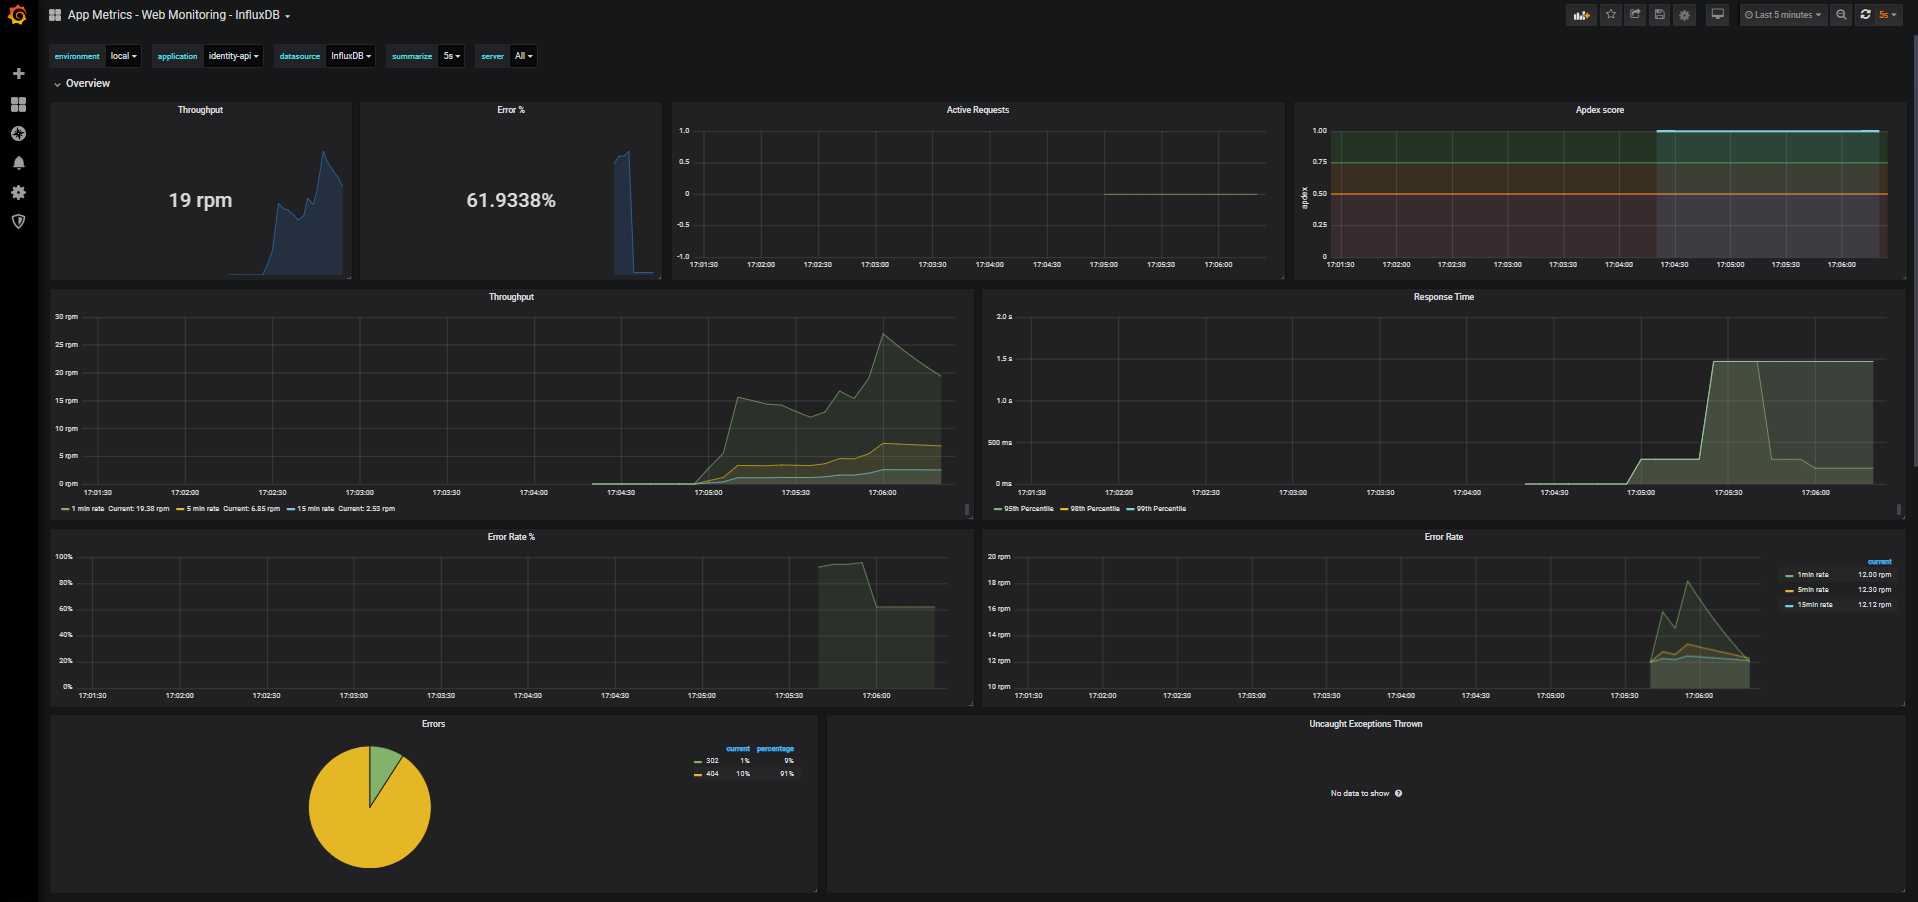 App Metrics - Web Monitoring - InfluxDB
Last 5 minutes 5s
environment local application identity-api datasource InfluxDB summarize 5s server All
Overview
Throughput
19 rpm
Error %
61.9338%
Active Requests
1.0
0.5
0
-0.5
-1.0
17:01:30 17:02:00 17:02:30 17:03:00 17:03:30 17:04:00 17:04:30 17:05:00 17:05:30 17:06:00
Apdex score
apdex
1.00
0.75
0.50
0.25
0
17:01:30 17:02:00 17:02:30 17:03:00 17:03:30 17:04:00 17:04:30 17:05:00 17:05:30 17:06:00
Throughput
30 rpm
25 rpm
20 rpm
15 rpm
10 rpm
5 rpm
0 rpm
17:01:30 17:02:00 17:02:30 17:03:00 17:03:30 17:04:00 17:04:30 17:05:00 17:05:30 17:06:00
1 min rate Current: 19.38 rpm 5 min rate Current: 6.85 rpm 15 min rate Current: 2.53 rpm
Response Time
2.0 s
1.5 s
1.0 s
500 ms
0 ms
17:01:30 17:02:00 17:02:30 17:03:00 17:03:30 17:04:00 17:04:30 17:05:00 17:05:30 17:06:00
95th Percentile 98th Percentile 99th Percentile
Error Rate %
100%
80%
60%
40%
20%
0%
17:01:30 17:02:00 17:02:30 17:03:00 17:03:30 17:04:00 17:04:30 17:05:00 17:05:30 17:06:00
Error Rate
20 rpm
18 rpm
16 rpm
14 rpm
12 rpm
10 rpm
17:01:30 17:02:00 17:02:30 17:03:00 17:03:30 17:04:00 17:04:30 17:05:00 17:05:30 17:06:00
current
1min rate 12.00 rpm
5min rate 12.30 rpm
15min rate 12.12 rpm
Errors
current percentage
302 1% 9%
404 10% 91%
Uncaught Exceptions Thrown
No data to show